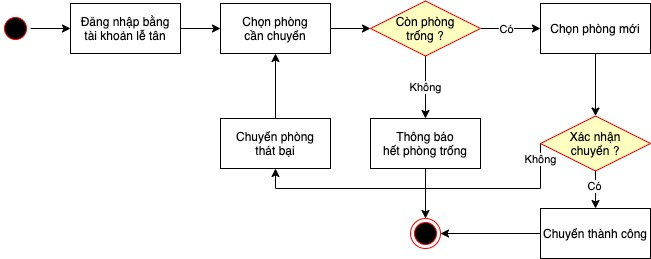 Đăng nhập bằng
tài khoản lễ tân
Chọn phòng
cần chuyển
Còn phòng
trống ?
Có
Chọn phòng mới
Không
Chuyển phòng
thất bại
Thông báo
hết phòng trống
Xác nhận
chuyển ?
Không
Có
Chuyển thành công